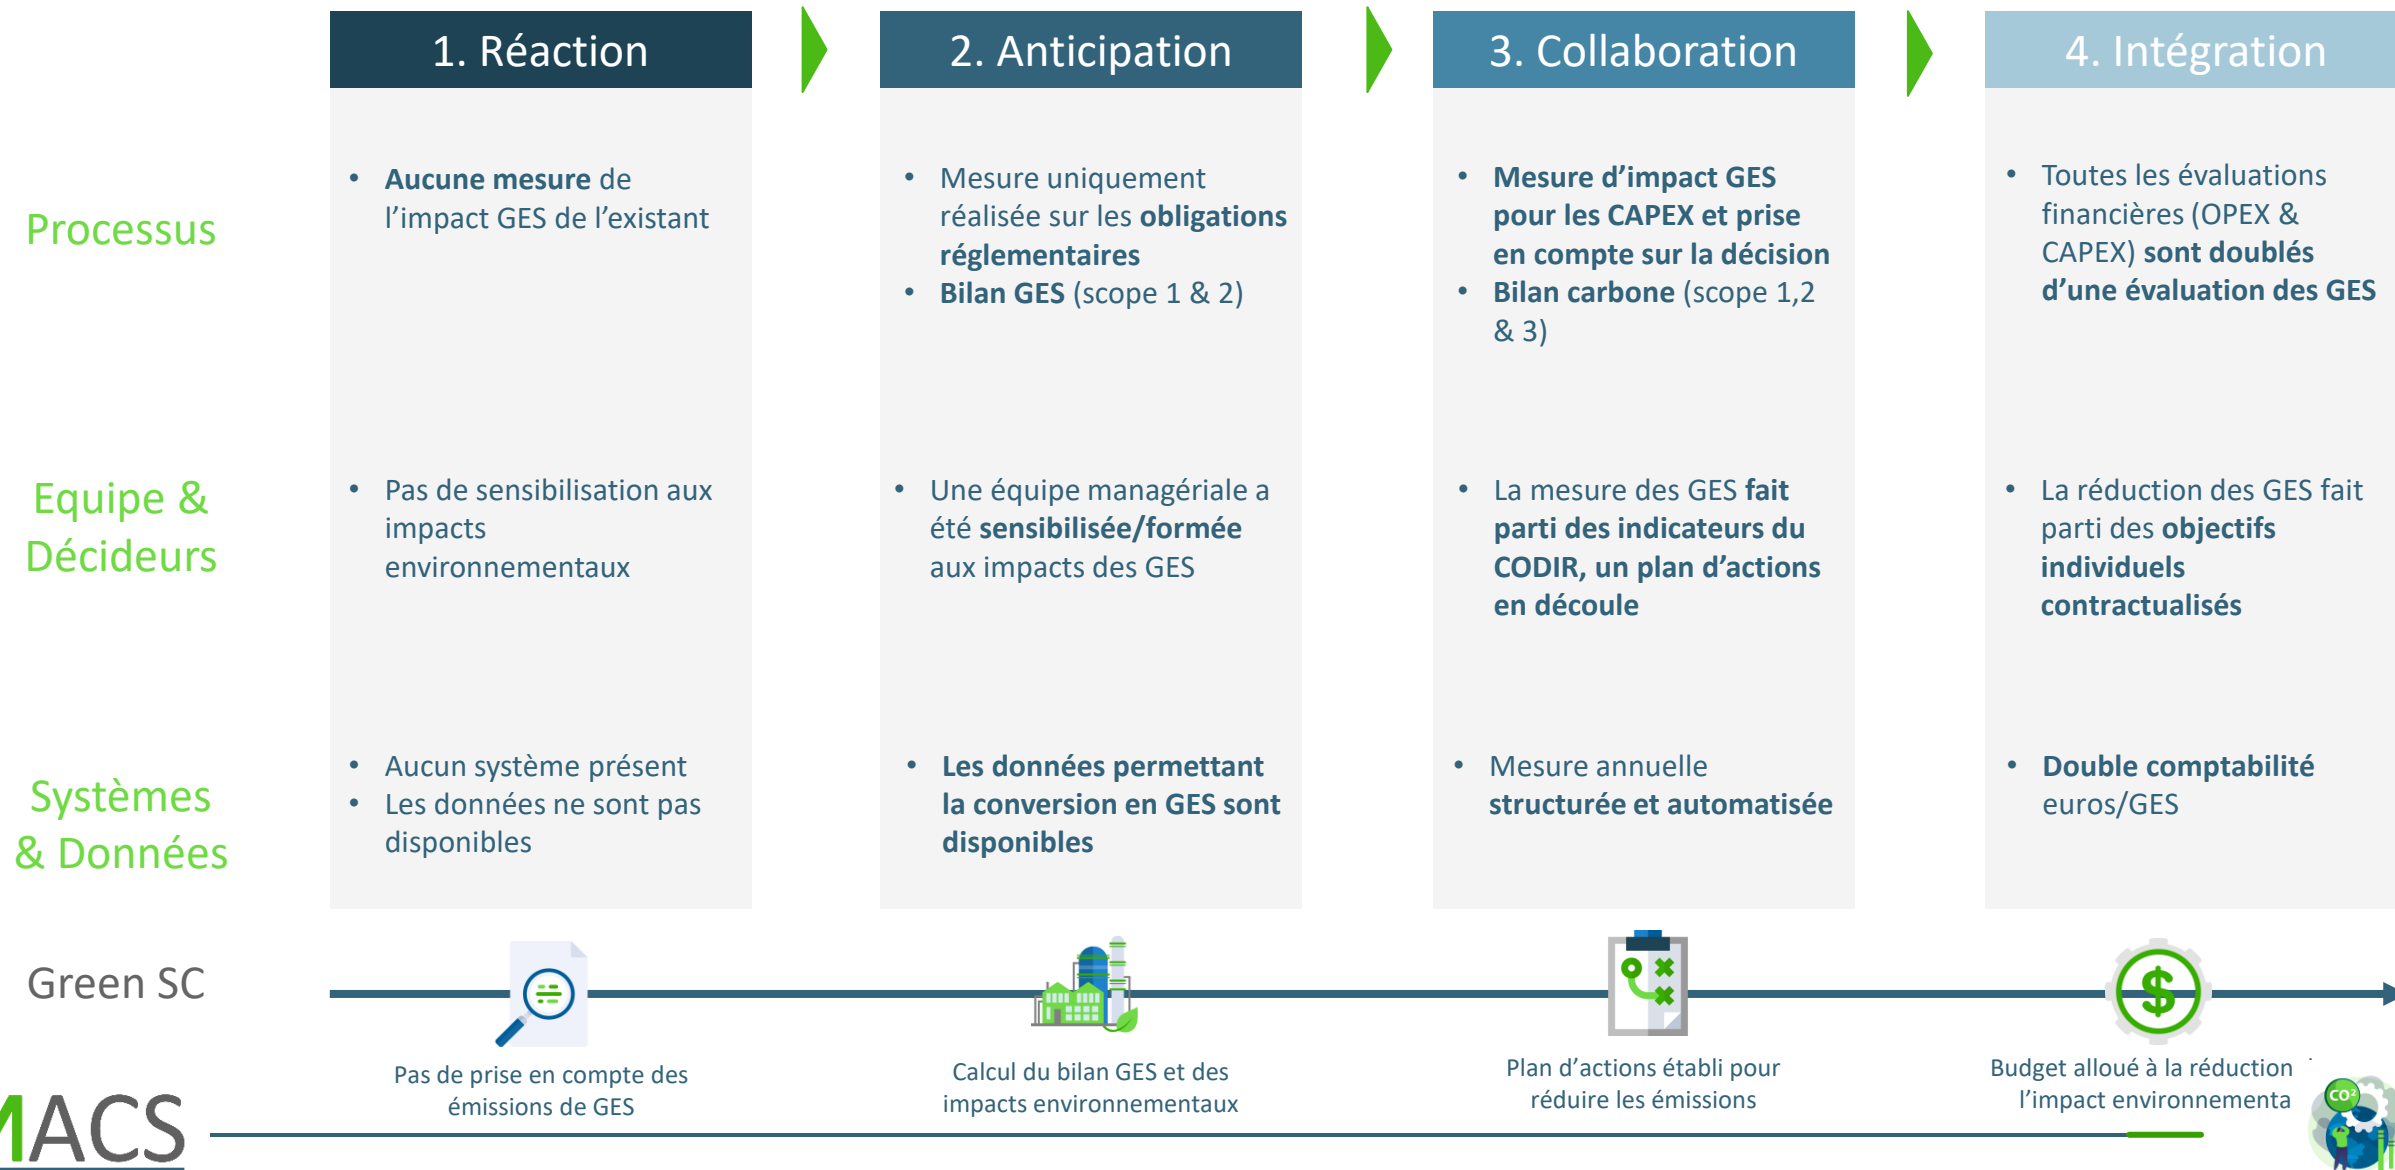 1. Réaction
2. Anticipation
3. Collaboration
4. Intégration
Processus
• Aucune mesure de
l’impact GES de l’existant
• Mesure uniquement
réalisée sur les obligations
réglementaires
• Bilan GES (scope 1 & 2)
• Mesure d’impact GES
pour les CAPEX et prise
en compte sur la décision
• Bilan carbone (scope 1,2
& 3)
• Toutes les évaluations
financières (OPEX &
CAPEX) sont doublés
d’une évaluation des GES
Equipe &
Décideurs
• Pas de sensibilisation aux
impacts
environnementaux
• Une équipe managériale a
été sensibilisée/formée
aux impacts des GES
• La mesure des GES fait
parti des indicateurs du
CODIR, un plan d’actions
en découle
• La réduction des GES fait
parti des objectifs
individuels
contractualisés
Systèmes
& Données
• Aucun système présent
• Les données ne sont pas
disponibles
• Les données permettant
la conversion en GES sont
disponibles
• Mesure annuelle
structurée et automatisée
• Double comptabilité
euros/GES
Green SC
$
Pas de prise en compte des
émissions de GES
Calcul du bilan GES et des
impacts environnementaux
Plan d’actions établi pour
réduire les émissions
Budget alloué à la réduction
l’impact environnementa
MACS
CO²